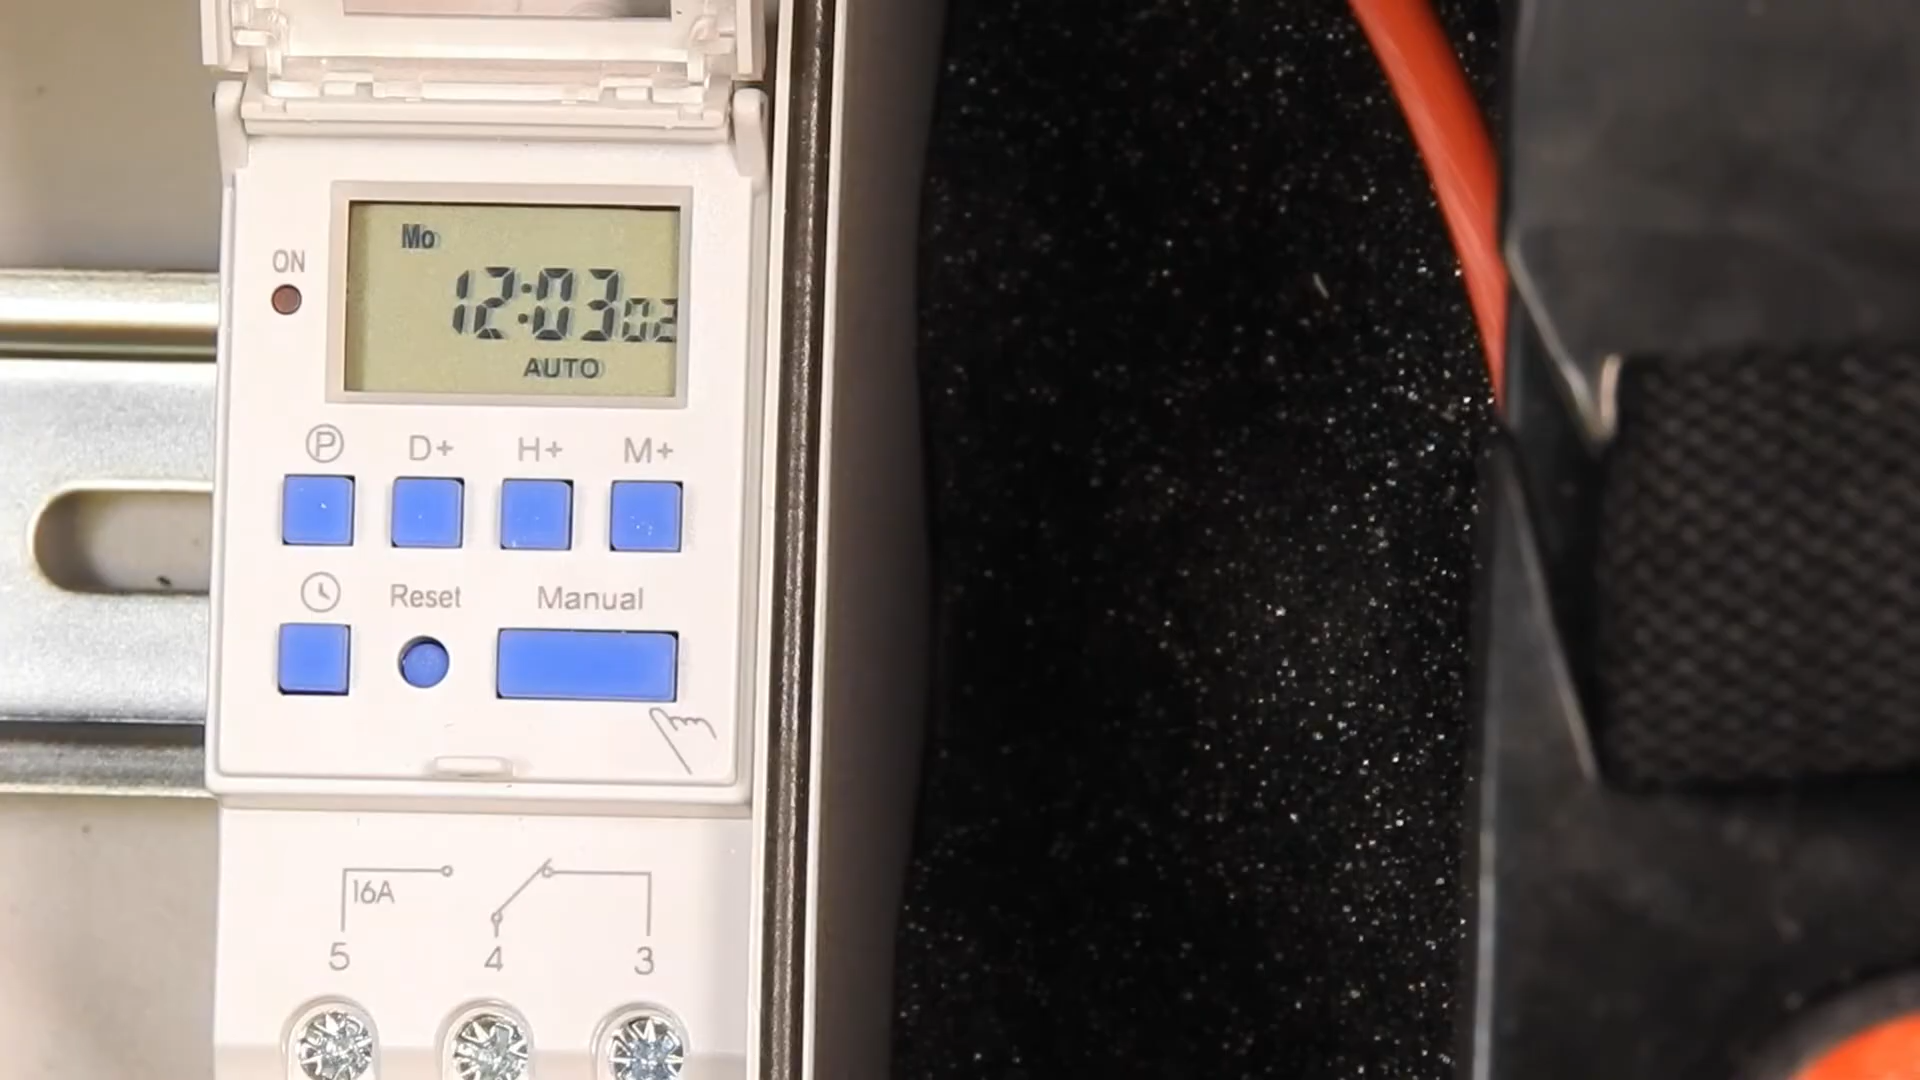 Mo
ON
12:03 02
AUTO
P D+ H+ M+
Reset Manual
16A
5 4 3